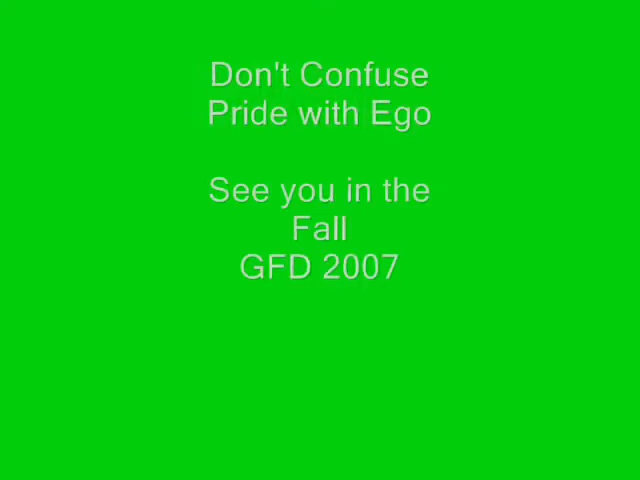 Don't Confuse
Pride with Ego
See you in the
Fall
GFD 2007